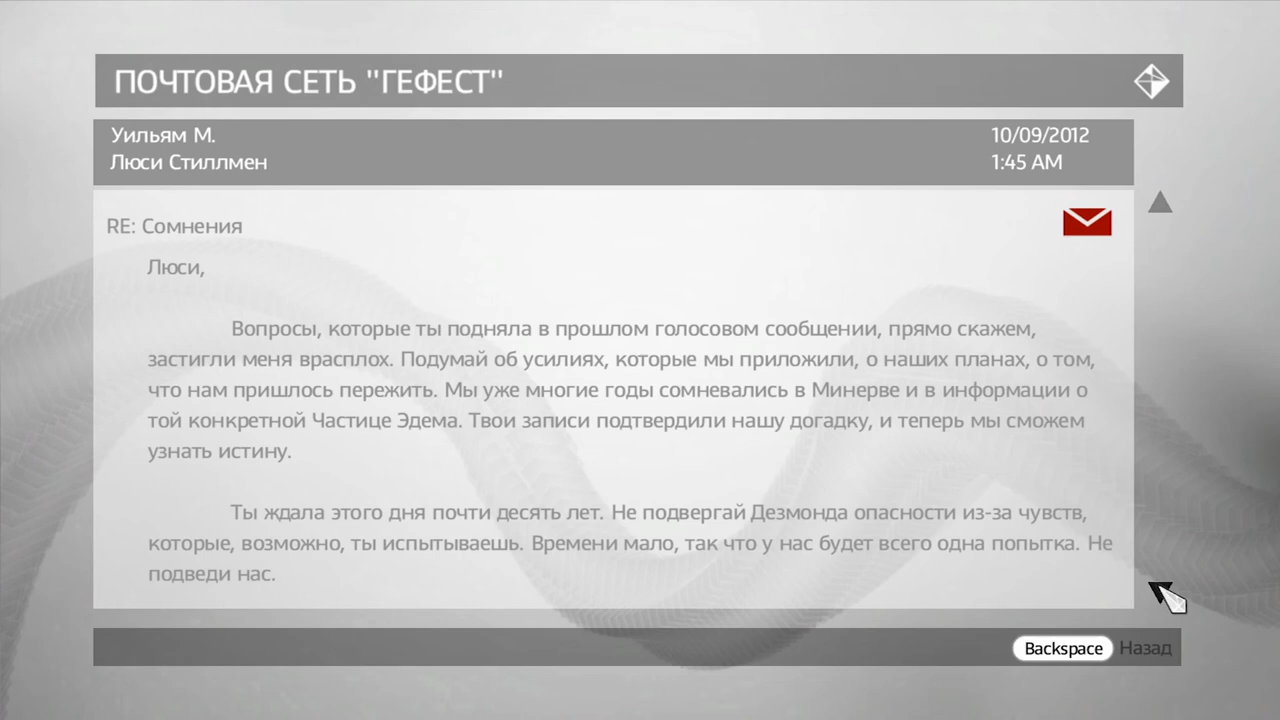 ПОЧТОВАЯ СЕТЬ "ГЕФЕСТ"
Уильям М. 10/09/2012
Люси Стиллмен 1:45 AM
RE: Сомнения
Люси,
Вопросы, которые ты подняла в прошлом голосовом сообщении, прямо скажем,
застигли меня врасплох. Подумай об усилиях, которые мы приложили, о наших планах, о том,
что нам пришлось пережить. Мы уже многие годы сомневались в Минерве и в информации о
той конкретной Частице Эдема. Твои записи подтвердили нашу догадку, и теперь мы сможем
узнать истину.
Ты ждала этого дня почти десять лет. Не подвергай Дезмонда опасности из-за чувств,
которые, возможно, ты испытываешь. Времени мало, так что у нас будет всего одна попытка. Не
подведи нас.
Backspace Назад